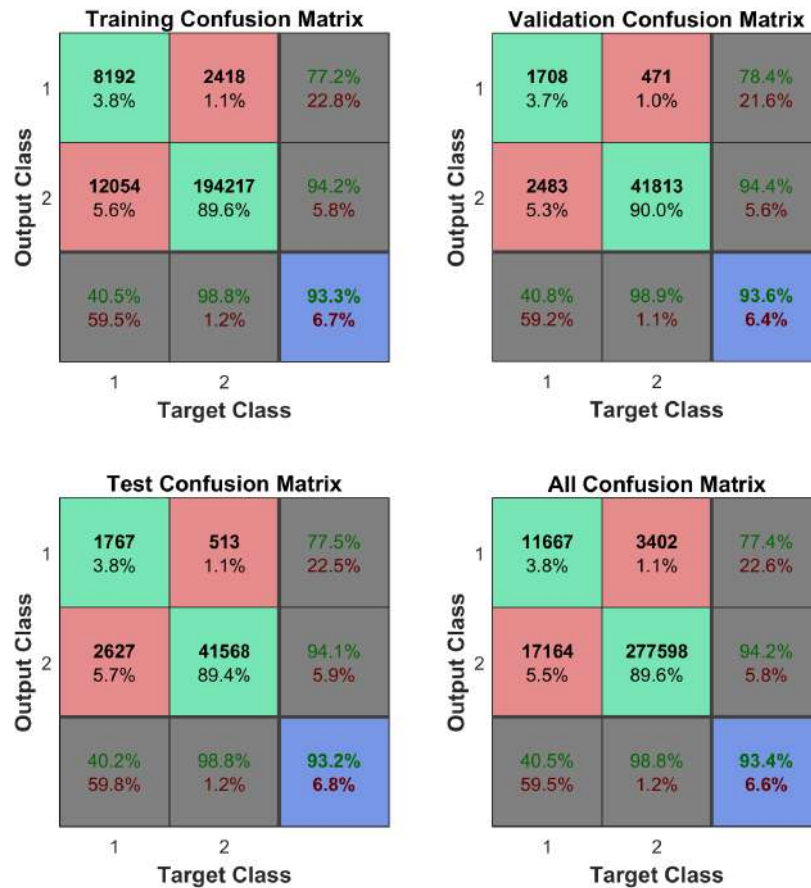 Training Confusion Matrix
8192 2418 77.2%
3.8% 1.1% 22.8%
12054 194217 94.2%
5.6% 89.6% 5.8%
40.5% 98.8% 93.3%
59.5% 1.2% 6.7%
1
2
1 2
Output Class
Target Class
Validation Confusion Matrix
1708 471 78.4%
3.7% 1.0% 21.6%
2483 41813 94.4%
5.3% 90.0% 5.6%
40.8% 98.9% 93.6%
59.2% 1.1% 6.4%
1
2
1 2
Output Class
Target Class
Test Confusion Matrix
1767 513 77.5%
3.8% 1.1% 22.5%
2627 41568 94.1%
5.7% 89.4% 5.9%
40.2% 98.8% 93.2%
59.8% 1.2% 6.8%
1
2
1 2
Output Class
Target Class
All Confusion Matrix
11667 3402 77.4%
3.8% 1.1% 22.6%
17164 277598 94.2%
5.5% 89.6% 5.8%
40.5% 98.8% 93.4%
59.5% 1.2% 6.6%
1
2
1 2
Output Class
Target Class